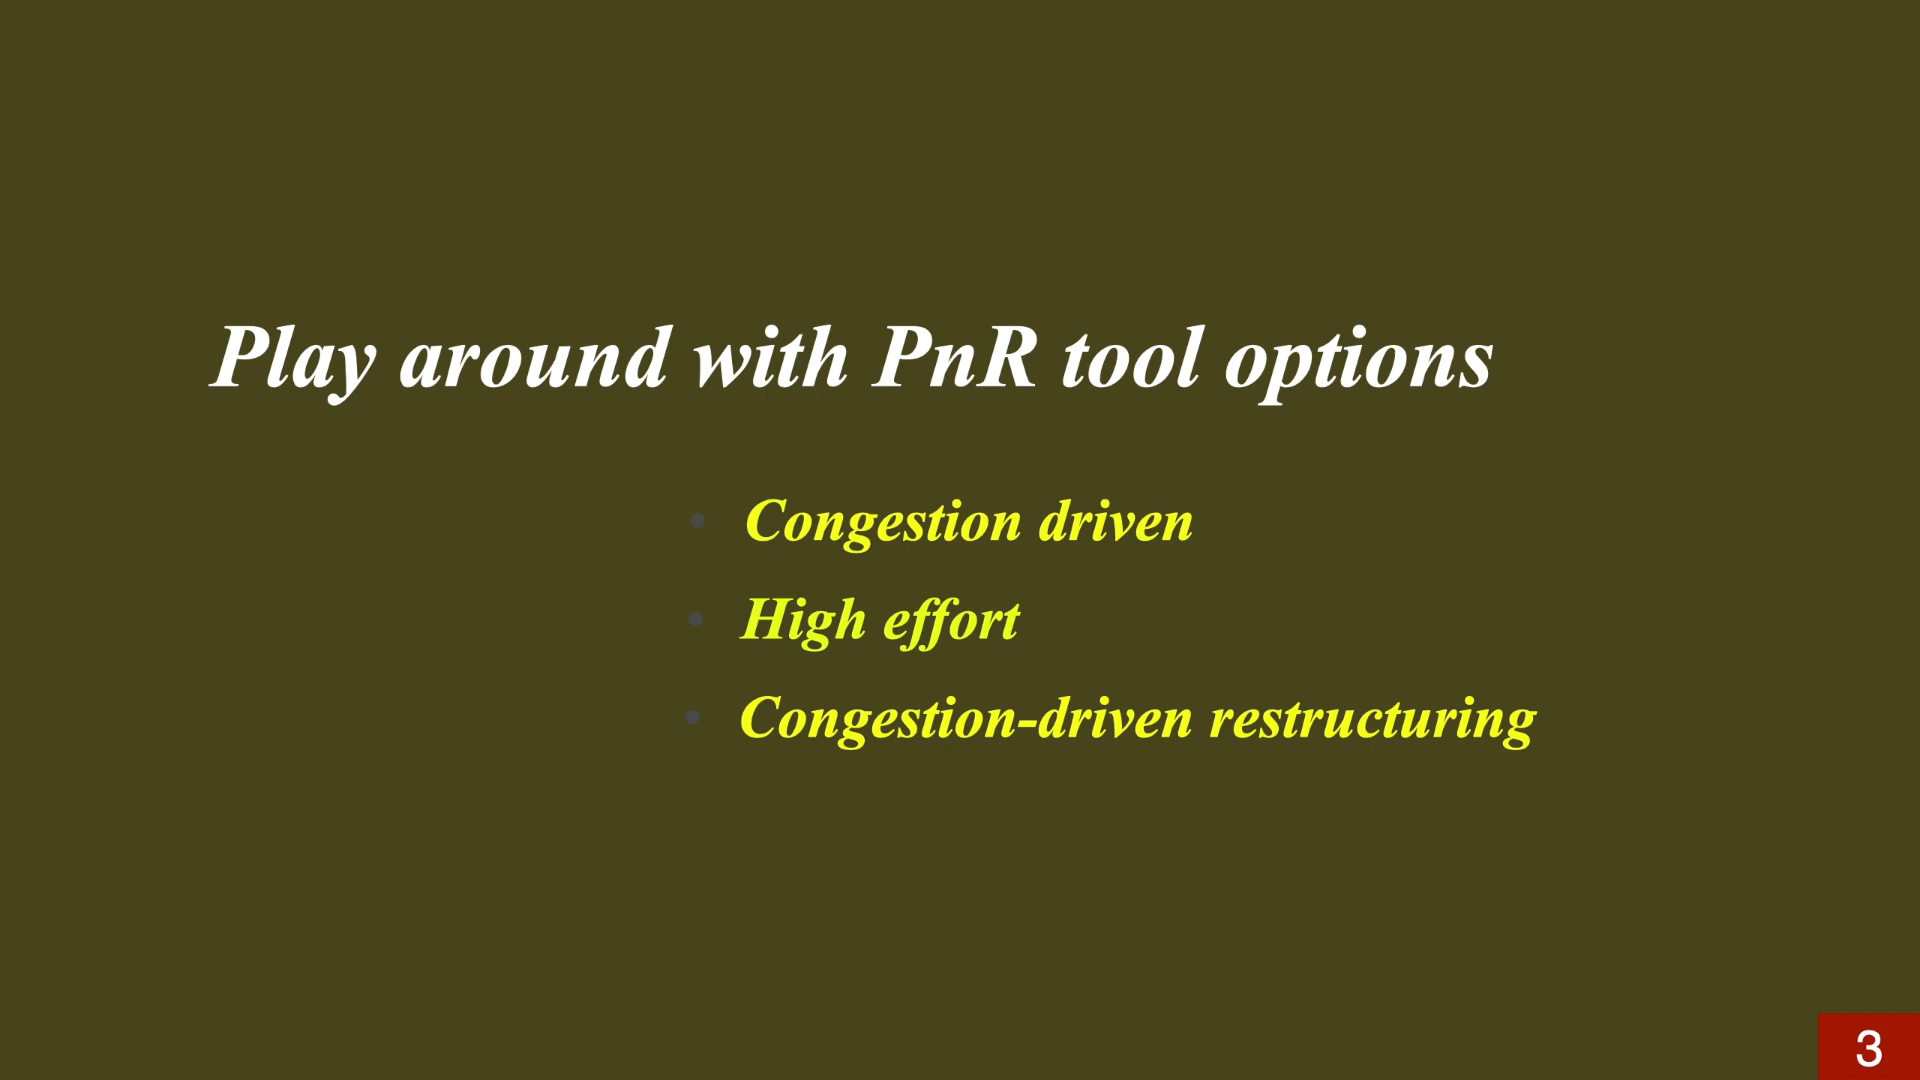 Play around with PnR tool options
• Congestion driven
• High effort
• Congestion-driven restructuring
3